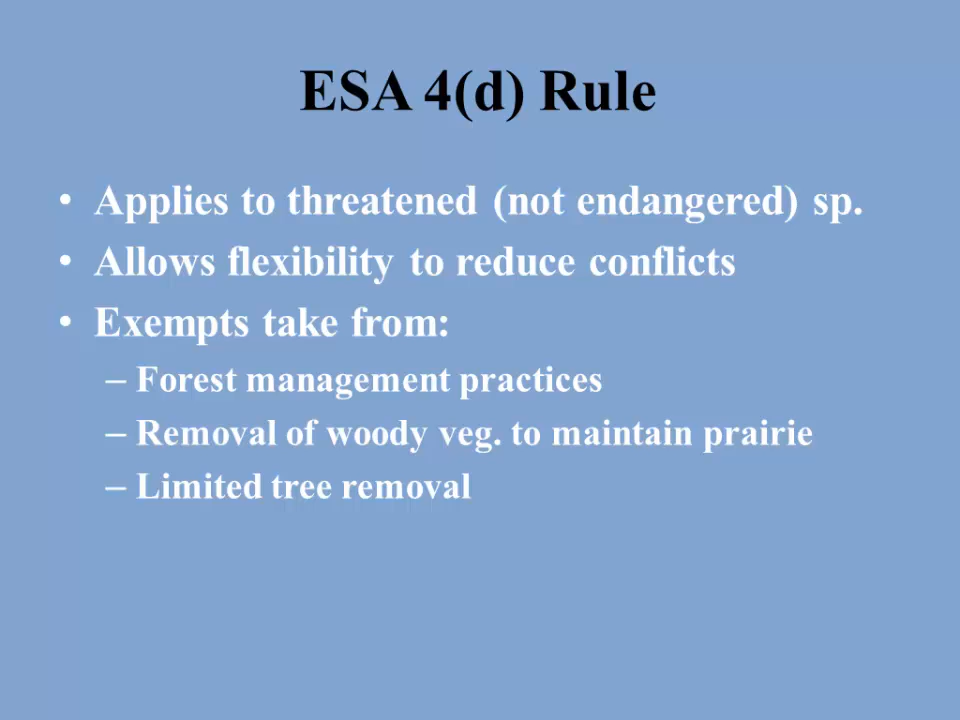 ESA 4(d) Rule
• Applies to threatened (not endangered) sp.
• Allows flexibility to reduce conflicts
• Exempts take from:
– Forest management practices
– Removal of woody veg. to maintain prairie
– Limited tree removal